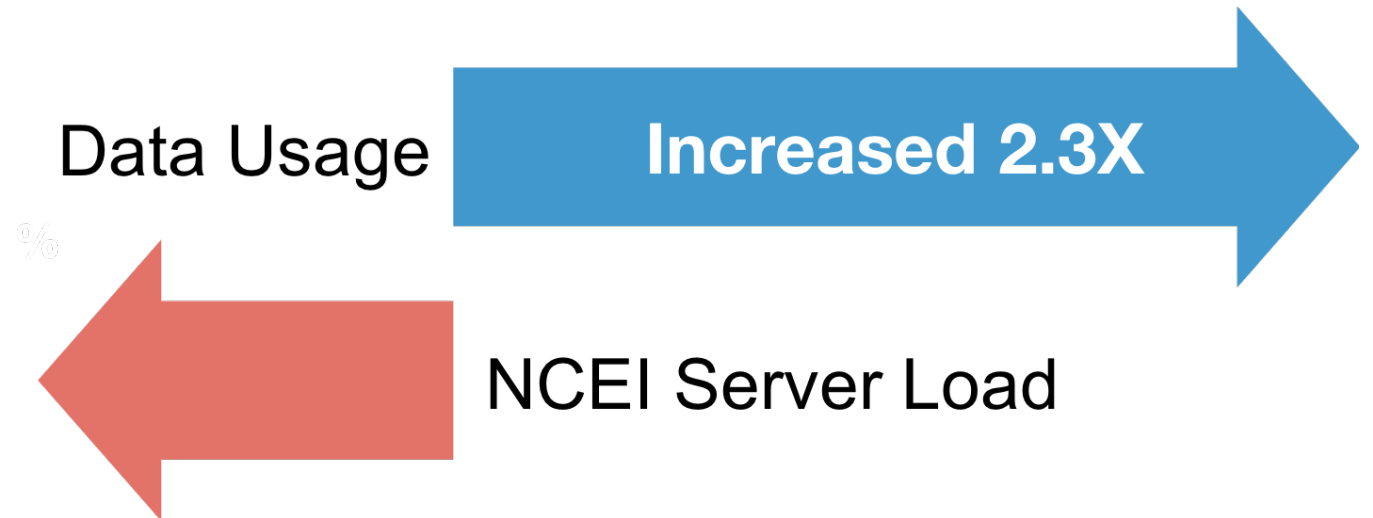 Data Usage
Increased 2.3X
%
NCEI Server Load